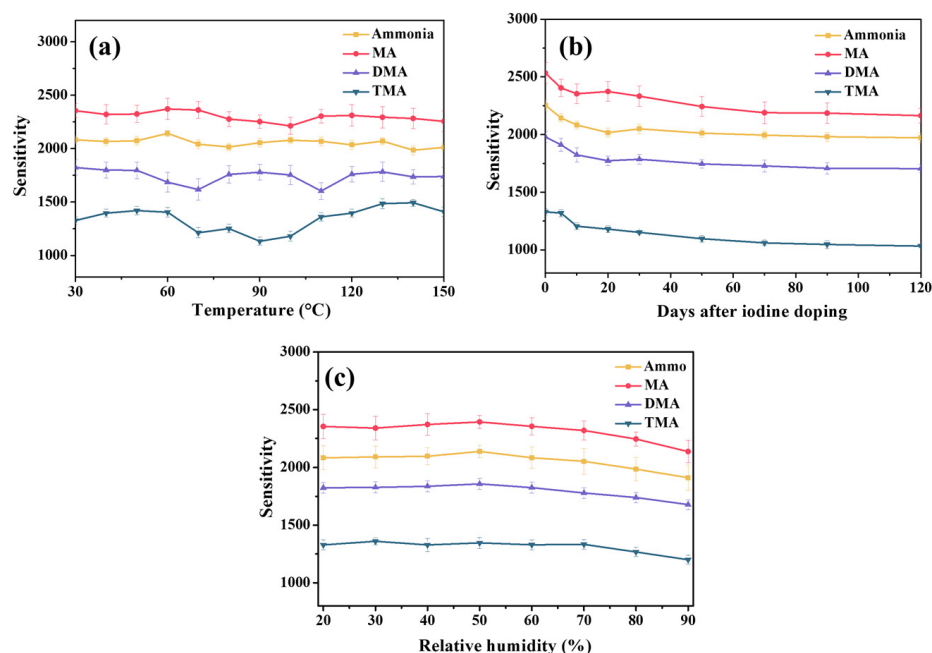 3000
2500
2000
1500
1000
Sensitivity
(a)
Ammonia
MA
DMA
TMA
30
60
90
120
150
Temperature (°C)
3000
2500
2000
1500
1000
Sensitivity
(b)
Ammonia
MA
DMA
TMA
0
20
40
60
80
100
120
Days after iodine doping
3000
2500
2000
1500
1000
Sensitivity
(c)
Ammo
MA
DMA
TMA
20
30
40
50
60
70
80
90
Relative humidity (%)